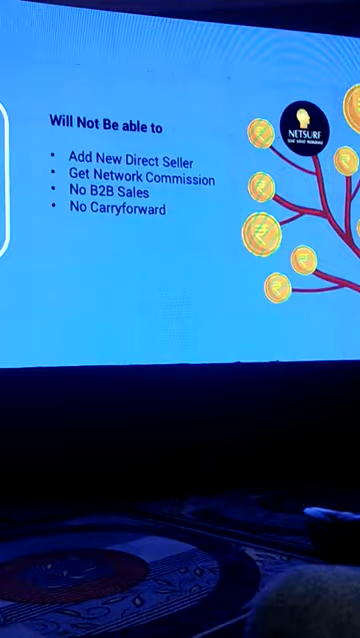 Will Not Be able to
• Add New Direct Seller
• Get Network Commission
• No B2B Sales
• No Carryforward
NETSURF